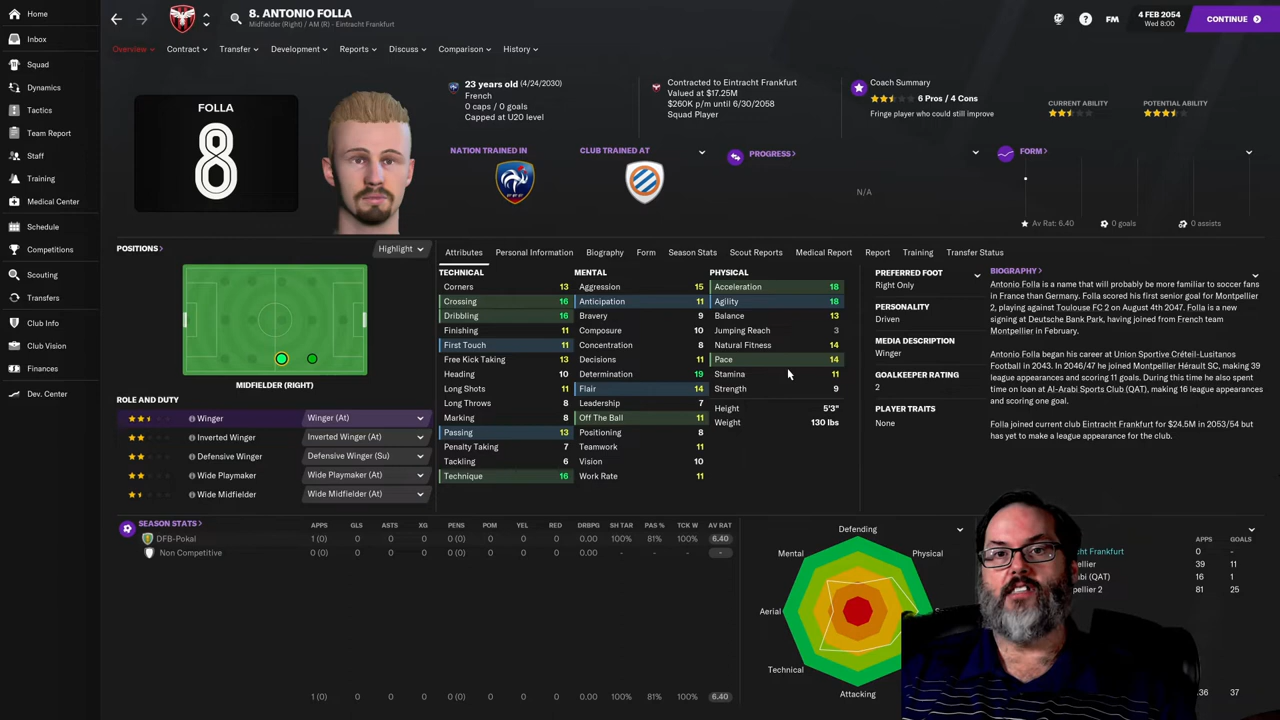 Home
8. ANTONIO FOLLA
Midfielder (Right) / AM (R) - Eintracht Frankfurt
FM
4 FEB 2054
Wed 8:00
CONTINUE
Inbox
Squad
Dynamics
Tactics
Team Report
Staff
Training
Medical Center
Schedule
Competitions
Scouting
Transfers
Club Info
Club Vision
Finances
Dev. Center
Overview
Contract
Transfer
Development
Reports
Discuss
Comparison
History
FOLLA
8
23 years old (4/24/2030)
French
0 caps / 0 goals
Capped at U20 level
Contracted to Eintracht Frankfurt
Valued at $17.25M
$260K p/m until 6/30/2058
Squad Player
Coach Summary
6 Pros / 4 Cons
Fringe player who could still improve
CURRENT ABILITY
POTENTIAL ABILITY
NATION TRAINED IN
CLUB TRAINED AT
PROGRESS
N/A
FORM
Av Rat: 6.40
0 goals
0 assists
POSITIONS
Highlight
MIDFIELDER (RIGHT)
ROLE AND DUTY
Winger Winger (At)
Inverted Winger Inverted Winger (At)
Defensive Winger Defensive Winger (Su)
Wide Playmaker Wide Playmaker (At)
Wide Midfielder Wide Midfielder (At)
Attributes
Personal Information
Biography
Form
Season Stats
Scout Reports
Medical Report
Report
Training
Transfer Status
TECHNICAL
Corners 13
Crossing 16
Dribbling 16
Finishing 11
First Touch 11
Free Kick Taking 13
Heading 10
Long Shots 11
Long Throws 8
Marking 8
Passing 13
Penalty Taking 7
Tackling 6
Technique 16
MENTAL
Aggression 15
Anticipation 11
Bravery 9
Composure 10
Concentration 8
Decisions 11
Determination 19
Flair 14
Leadership 7
Off The Ball 11
Positioning 8
Teamwork 11
Vision 10
Work Rate 11
PHYSICAL
Acceleration 18
Agility 18
Balance 13
Jumping Reach 3
Natural Fitness 14
Pace 14
Stamina 11
Strength 9
Height 5'3"
Weight 130 lbs
PREFERRED FOOT
Right Only
PERSONALITY
Driven
MEDIA DESCRIPTION
Winger
GOALKEEPER RATING
2
PLAYER TRAITS
None
BIOGRAPHY
Antonio Folla is a name that will probably be more familiar to soccer fans
in France than Germany. Folla scored his first senior goal for Montpellier
2, playing against Toulouse FC 2 on August 4th 2047. Folla is a new
signing at Deutsche Bank Park, having joined from French team
Montpellier in February.
Antonio Folla began his career at Union Sportive Créteil-Lusitanos
Football in 2043. In 2046/47 he joined Montpellier Hérault SC, making 39
league appearances and scoring 11 goals. During this time he also spent
time on loan at Al-Arabi Sports Club (QAT), making 16 league appearances
and scoring one goal.
Folla joined current club Eintracht Frankfurt for $24.5M in 2053/54 but
has yet to make a league appearance for the club.
SEASON STATS APPS GLS ASTS XG PENS POM YEL RED DRBPG SH TAR PAS % TCK W AV RAT
DFB-Pokal 1 (0) 0 0 0 0 (0) 0 0 0 0.00 100% 81% 100% 6.40
Non Competitive 0 (0) 0 0 0 0 (0) 0 0 0 0.00 - - - -
1 (0) 0 0 0 0 (0) 0 0 0 0.00 100% 81% 100% 6.40
Defending
Mental
Physical
Aerial
Technical
Attacking
APPS GOALS
Frankfurt 0 -
39 11
(QAT) 16 1
2 81 25
37